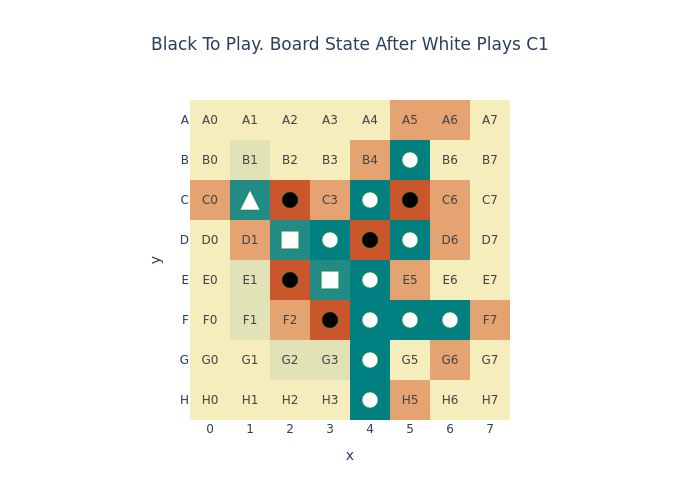 Black To Play. Board State After White Plays C1
A A0 A1 A2 A3 A4 A5 A6 A7
B B0 B1 B2 B3 B4 B6 B7
C C0 C3 C6 C7
D D0 D1 D6 D7
E E0 E1 E5 E6 E7
F F0 F1 F2 F7
G G0 G1 G2 G3 G5 G6 G7
H H0 H1 H2 H3 H5 H6 H7
0 1 2 3 4 5 6 7
x
y